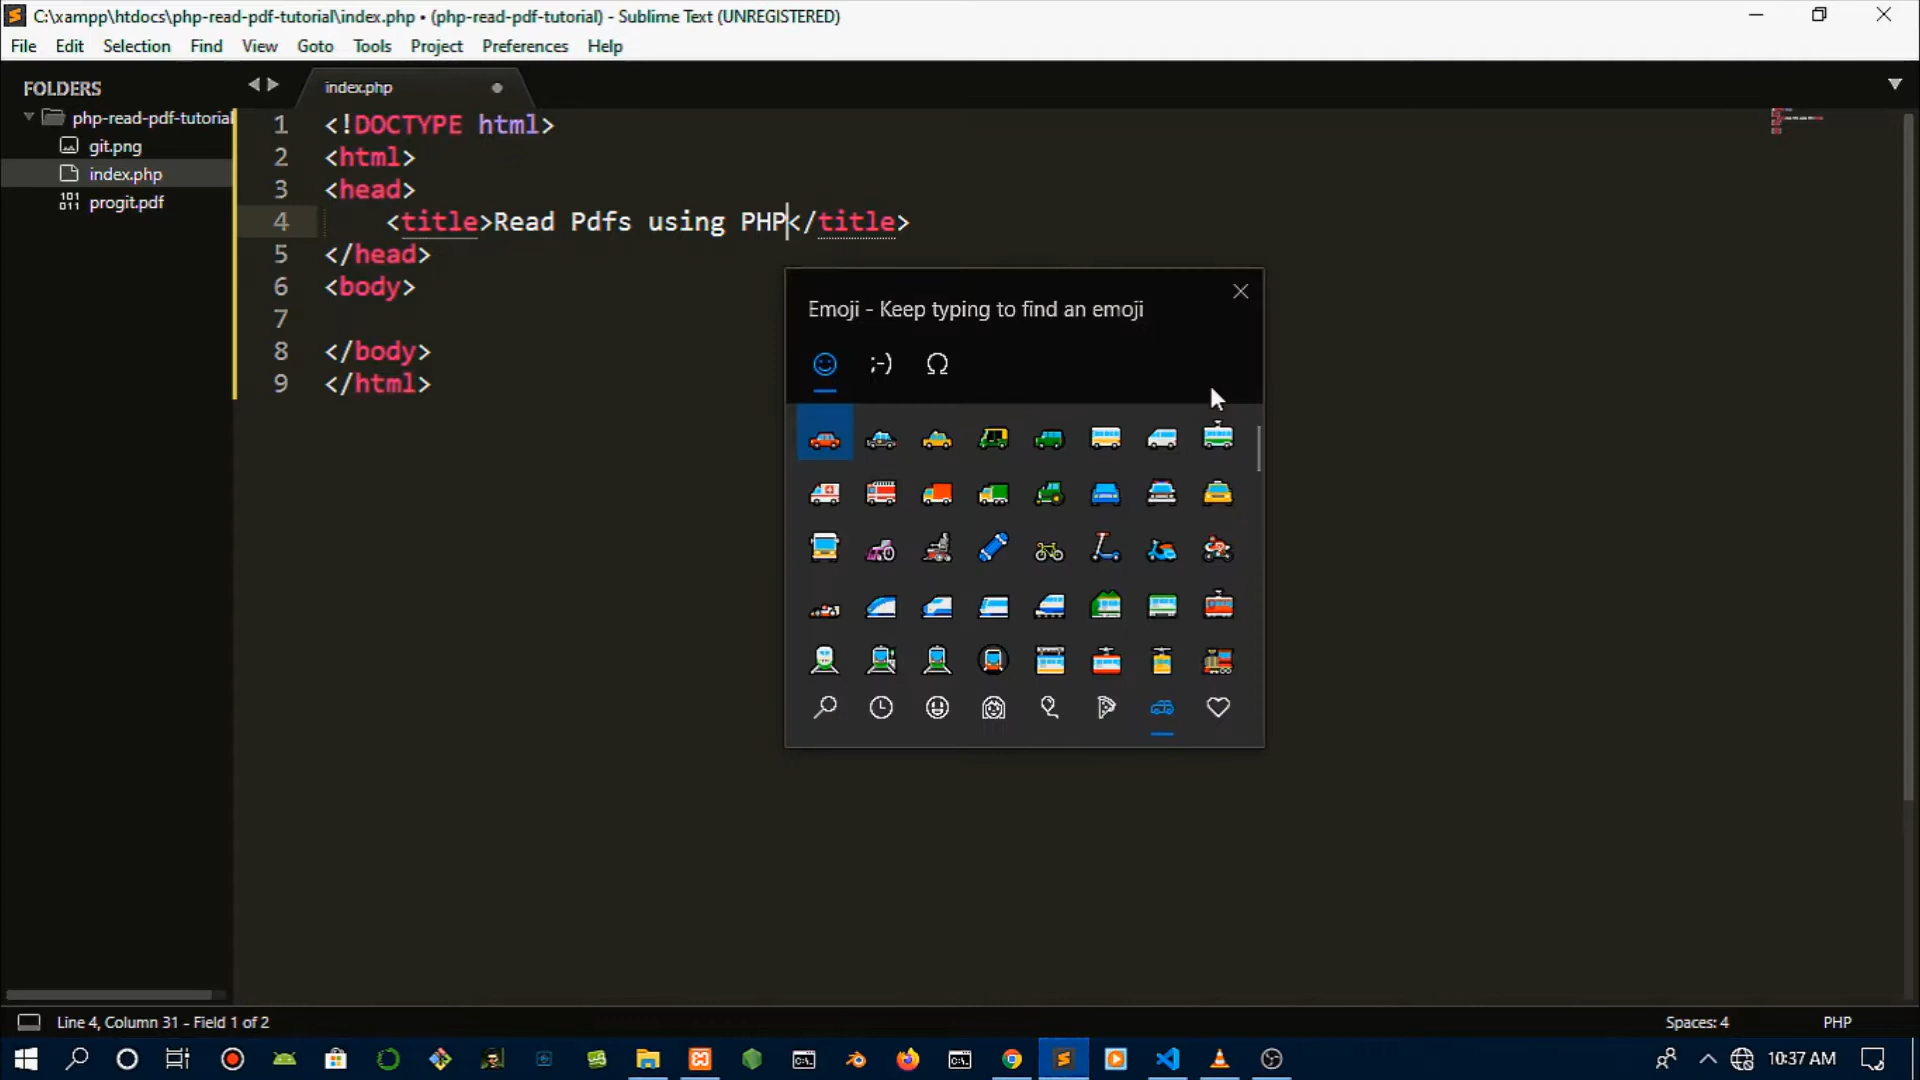 C:\xampp\htdocs\php-read-pdf-tutorial\index.php • (php-read-pdf-tutorial) - Sublime Text (UNREGISTERED)
File Edit Selection Find View Goto Tools Project Preferences Help
FOLDERS
php-read-pdf-tutorial
git.png
index.php
progit.pdf
index.php
1 <!DOCTYPE html>
2 <html>
3 <head>
4 <title>Read Pdfs using PHP</title>
5 </head>
6 <body>
7
8 </body>
9 </html>
Emoji - Keep typing to find an emoji
;-)
Ω
Line 4, Column 31 - Field 1 of 2
Spaces: 4
PHP
10:37 AM